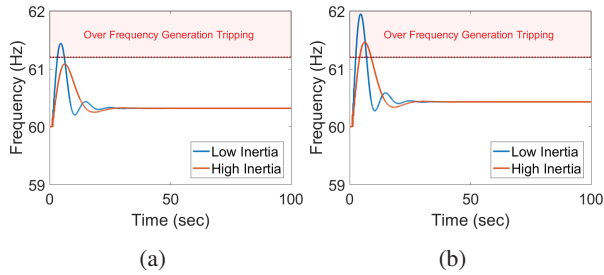 62
61
60
59
Frequency (Hz)
Over Frequency Generation Tripping
Low Inertia
High Inertia
0
50
100
Time (sec)
(a)
62
61
60
59
Frequency (Hz)
Over Frequency Generation Tripping
Low Inertia
High Inertia
0
50
100
Time (sec)
(b)